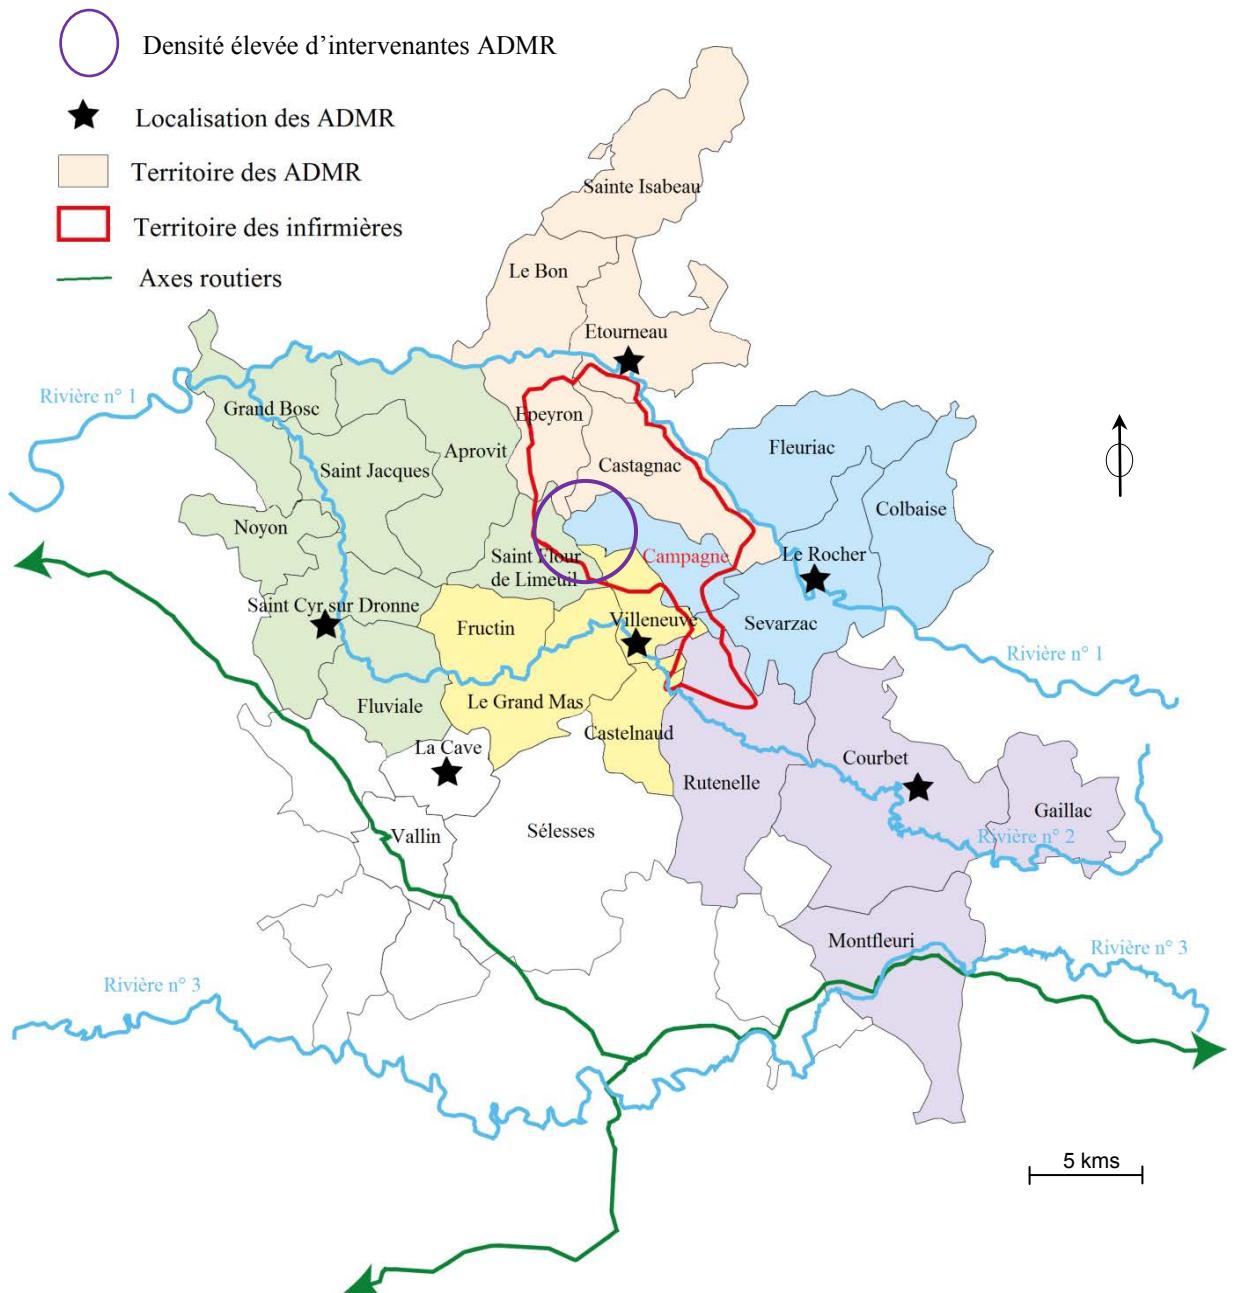 Densité élevée d'intervenantes ADMR
Localisation des ADMR
Territoire des ADMR
Territoire des infirmières
Axes routiers
Sainte Isabeau
Le Bon
Etourneau
Rivière n° 1
Grand Bosc
Epeyron
Aprovit
Saint Jacques
Castagnac
Fleuriac
Colbaise
Noyon
Saint Flour
de Limeuil
Campagne
Le Rocher
Saint Cyr sur Dronne
Fructin
Villeneuve
Sevarzac
Rivière n° 1
Fluviale
Le Grand Mas
Castelnaud
La Cave
Rutenelle
Courbet
Gaillac
Vallin
Sélesses
Rivière n° 2
Montfleuri
Rivière n° 3
Rivière n° 3
5 kms